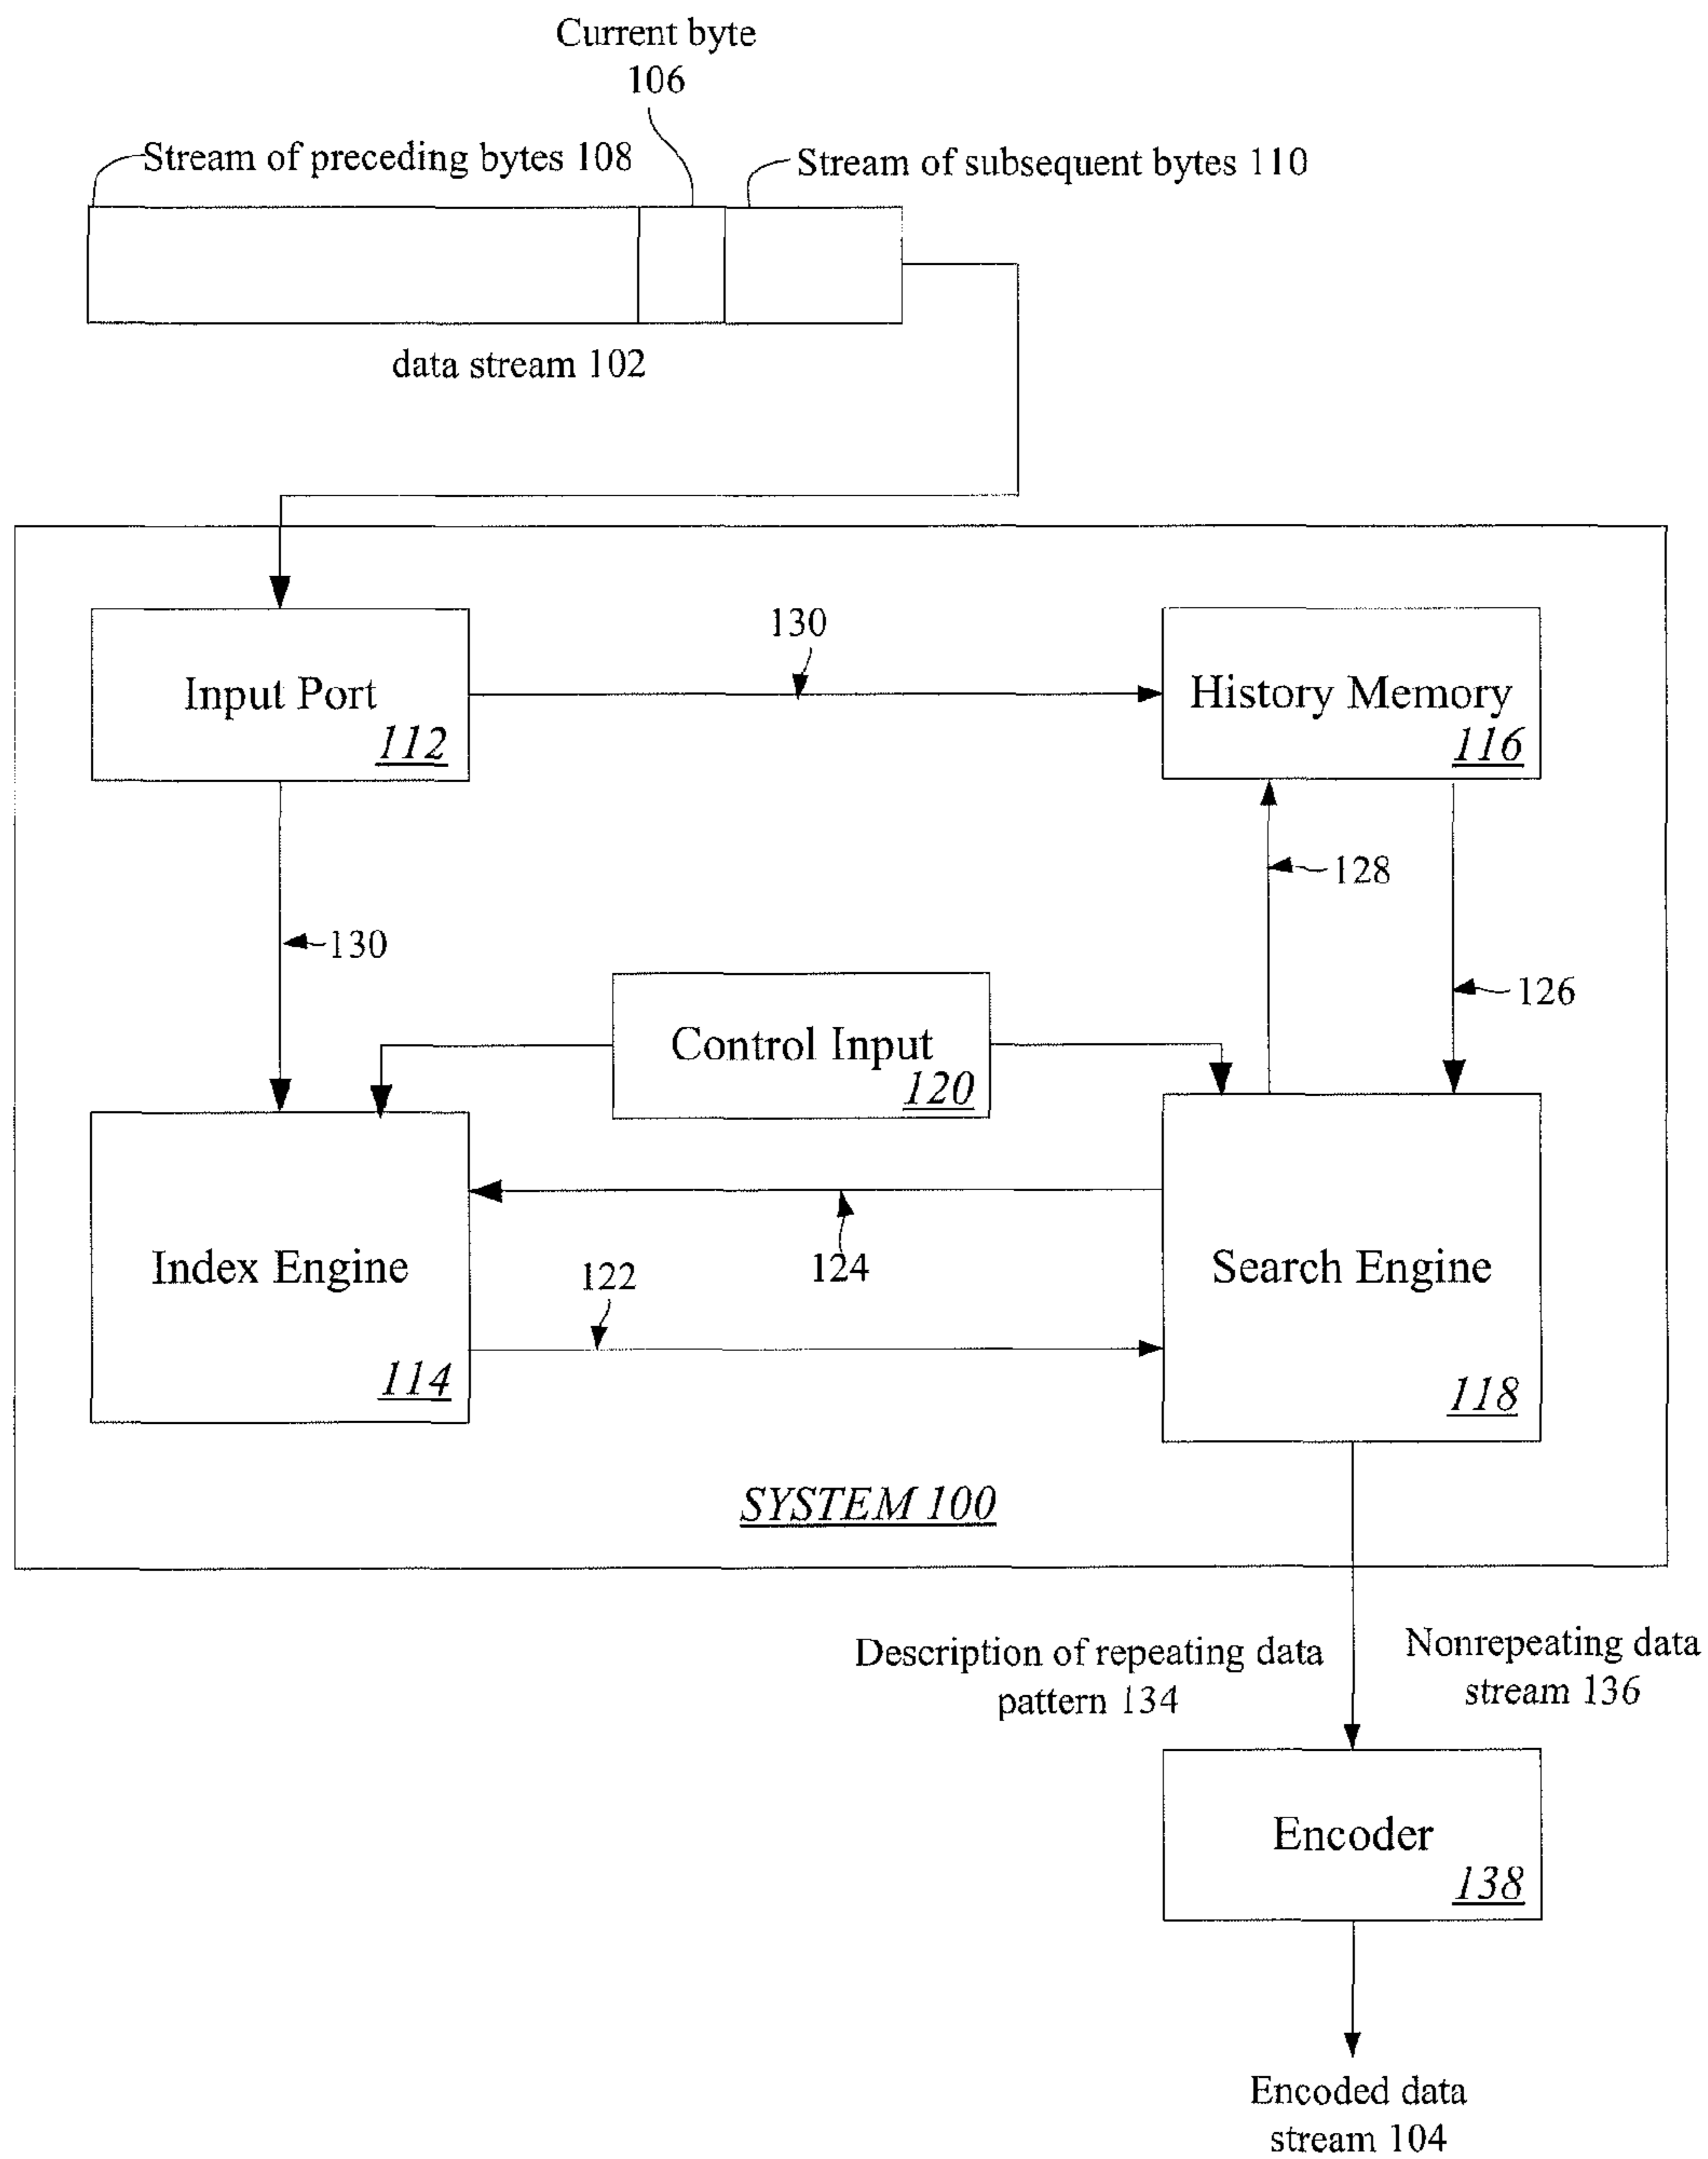 Current byte
106
Stream of preceding bytes 108
Stream of subsequent bytes 110
data stream 102
130
Input Port
112
History Memory
116
128
130
126
Control Input
120
124
122
Index Engine
114
Search Engine
118
SYSTEM 100
Description of repeating data
pattern 134
Nonrepeating data
stream 136
Encoder
138
Encoded data
stream 104